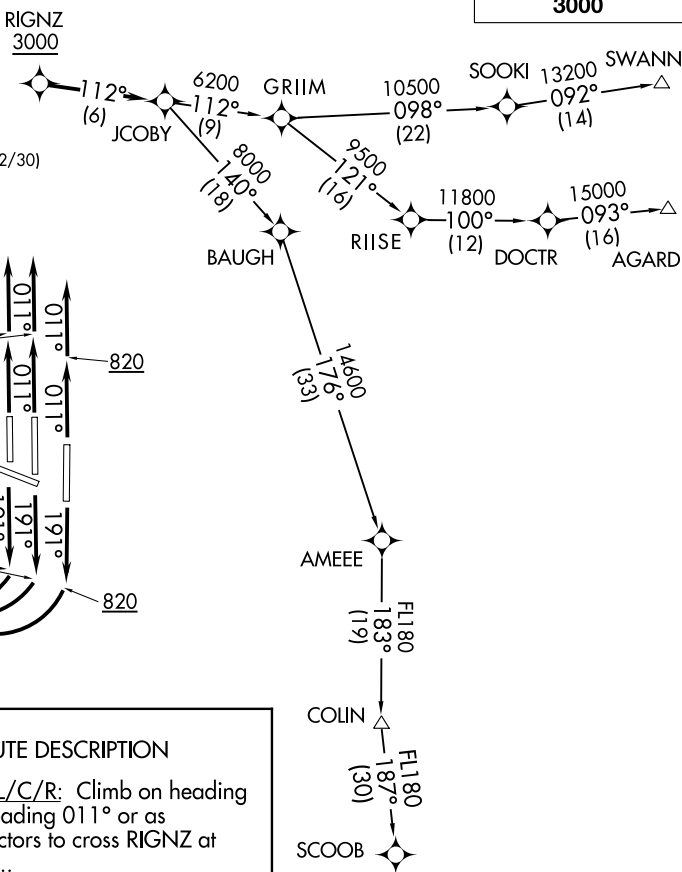 3000
RIGNZ
3000
112°
(6)
JCOBY
6200
112°
(9)
GRIIM
10500
098°
(22)
SOOKI
13200
092°
(14)
SWANN
2/30)
8000
140°
(18)
BAUGH
9500
121°
(16)
RIISE
11800
100°
(12)
DOCTR
15000
093°
(16)
AGARD
011°
011°
011°
011°
011°
820
14600
176°
(33)
191°
191°
191°
820
AMEEE
FL180
183°
(19)
COLIN
FL180
187°
(30)
SCOOB
UTE DESCRIPTION
L/C/R: Climb on heading
ading 011° or as
ctors to cross RIGNZ at